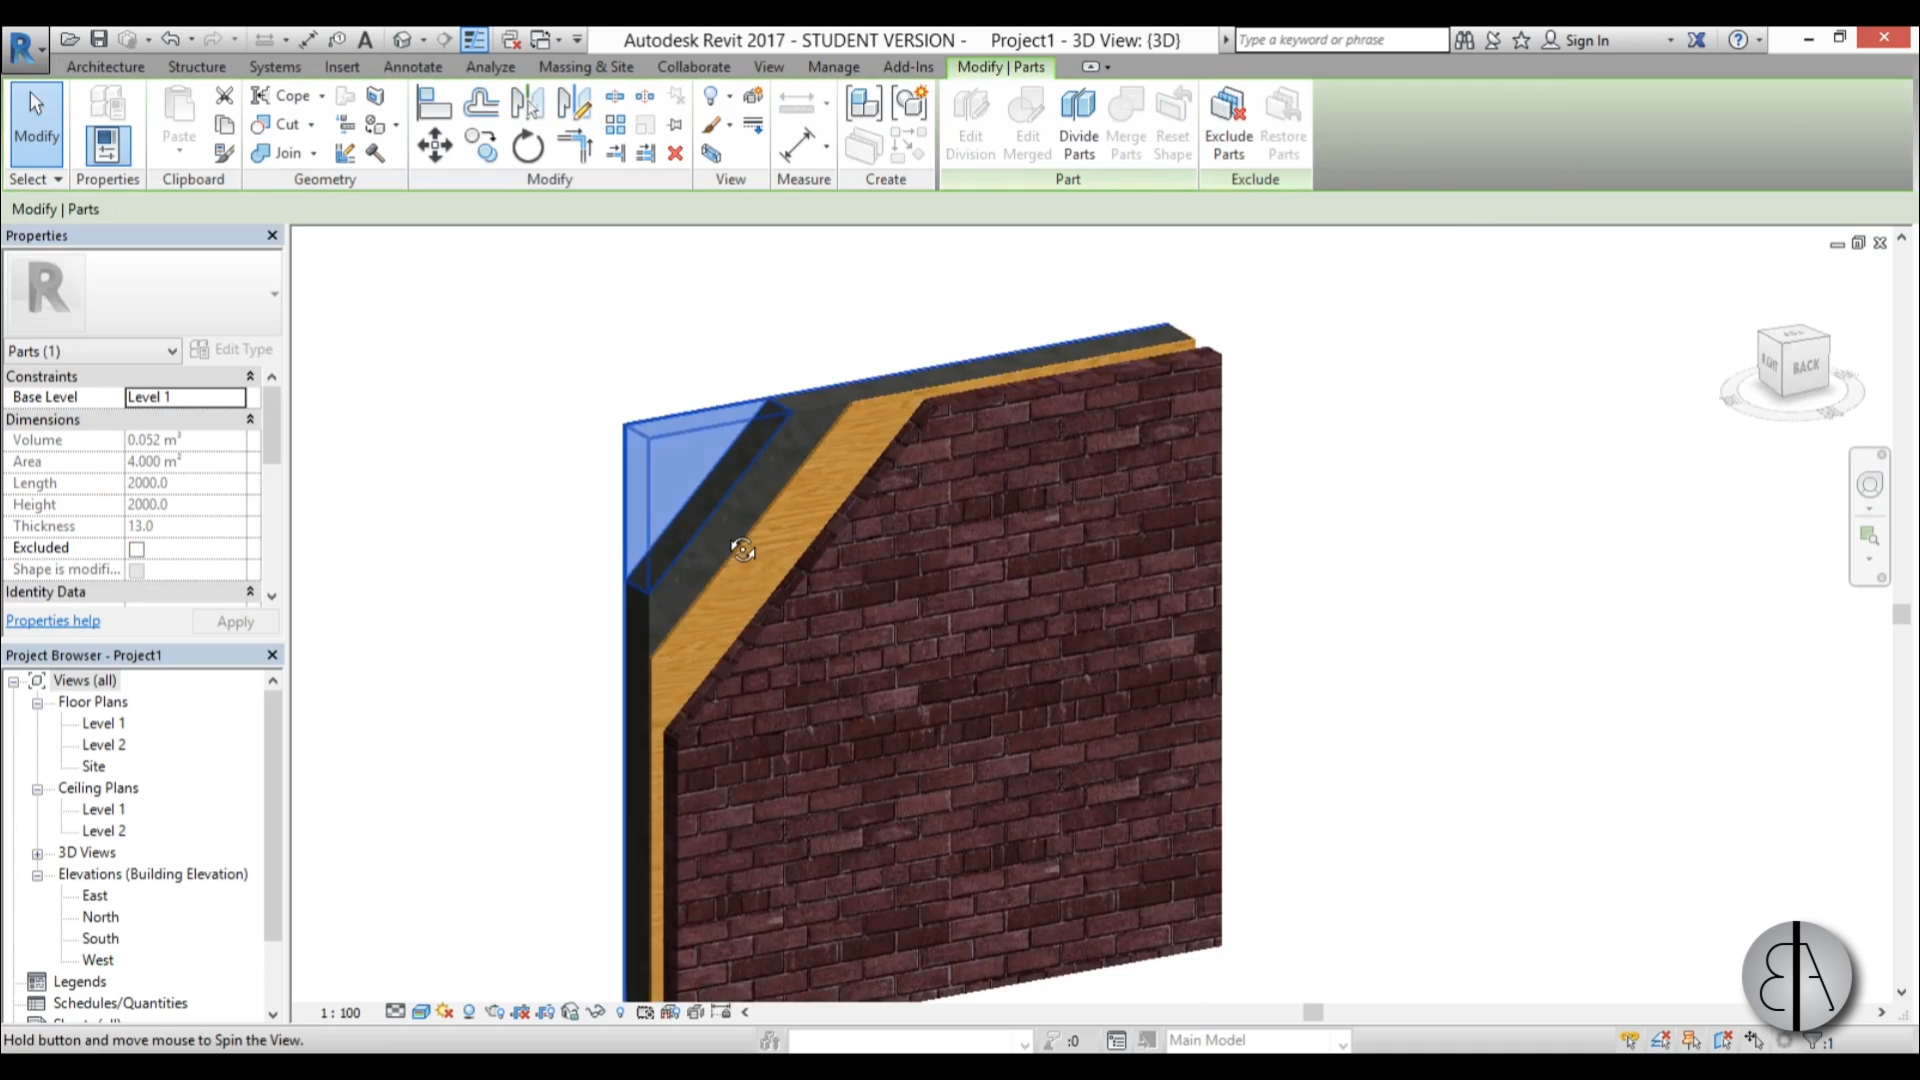 Autodesk Revit 2017 - STUDENT VERSION - Project1 - 3D View: {3D}
Type a keyword or phrase
Sign In
Architecture Structure Systems Insert Annotate Analyze Massing & Site Collaborate View Manage Add-Ins Modify | Parts
Modify
Paste
Cope
Cut
Join
Edit Division
Edit Merged
Divide Parts
Merge Parts
Reset Shape
Exclude Parts
Restore Parts
Select Properties Clipboard Geometry Modify View Measure Create Part Exclude
Modify | Parts
Properties
R
Parts (1) Edit Type
Constraints
Base Level Level 1
Dimensions
Volume 0.052 m³
Area 4.000 m²
Length 2000.0
Height 2000.0
Thickness 13.0
Excluded
Shape is modifi...
Identity Data
Properties help Apply
Project Browser - Project1
Views (all)
Floor Plans
Level 1
Level 2
Site
Ceiling Plans
Level 1
Level 2
3D Views
Elevations (Building Elevation)
East
North
South
West
Legends
Schedules/Quantities
RIGHT BACK
1 : 100
Hold button and move mouse to Spin the View.
:0
Main Model
:1